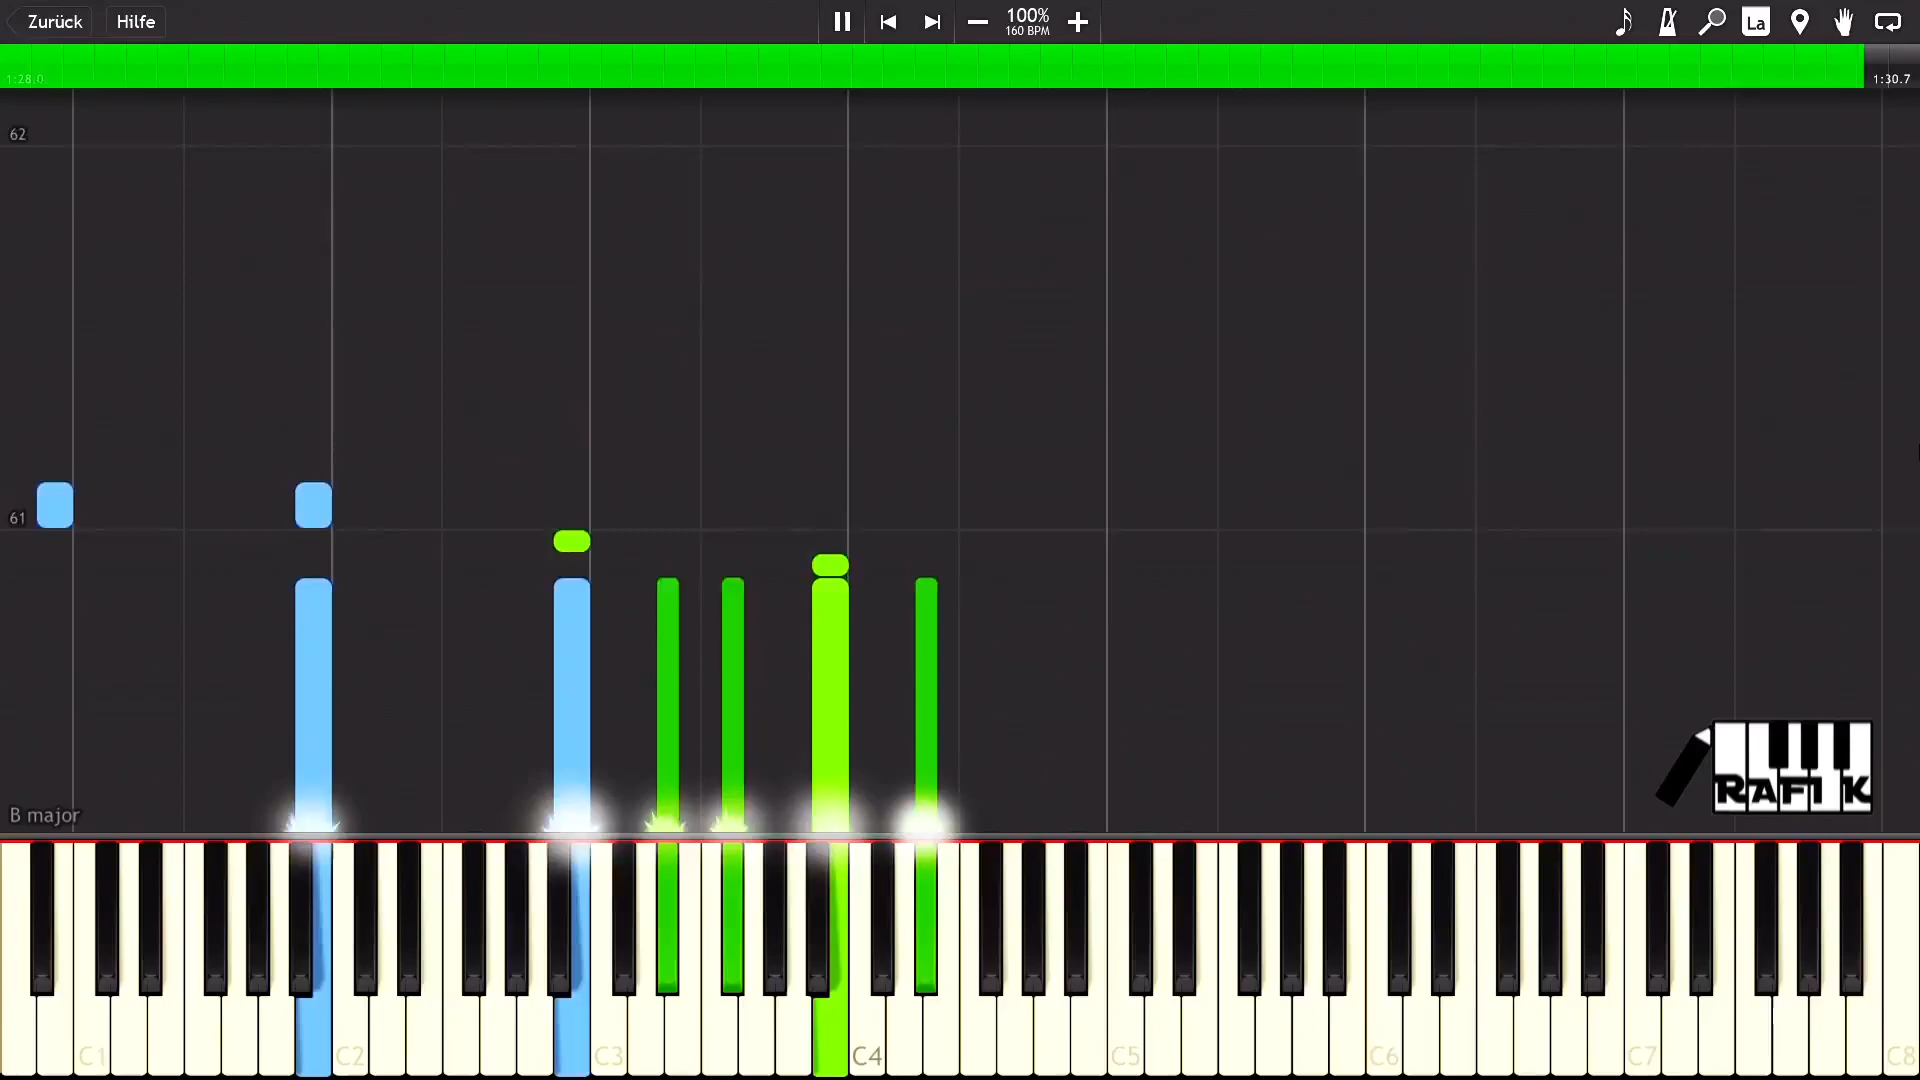 Zurück Hilfe 100% La
160 BPM
1:28.0 1:30.7
62
61
RAFIK
B major
C1 C2 C3 C4 C5 C6 C7 C8